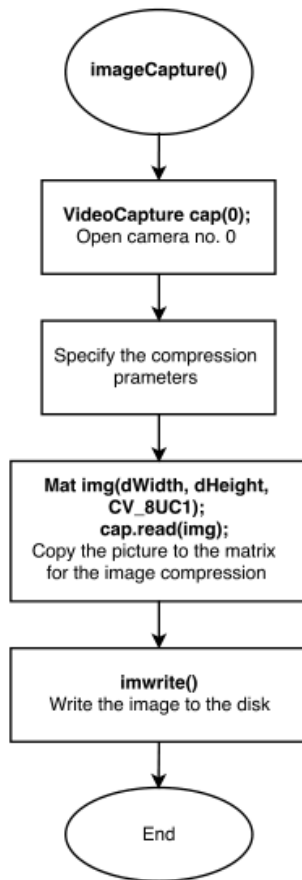 imageCapture()
VideoCapture cap(0);
Open camera no. 0
Specify the compression
prameters
Mat img(dWidth, dHeight,
CV_8UC1);
cap.read(img);
Copy the picture to the matrix
for the image compression
imwrite()
Write the image to the disk
End